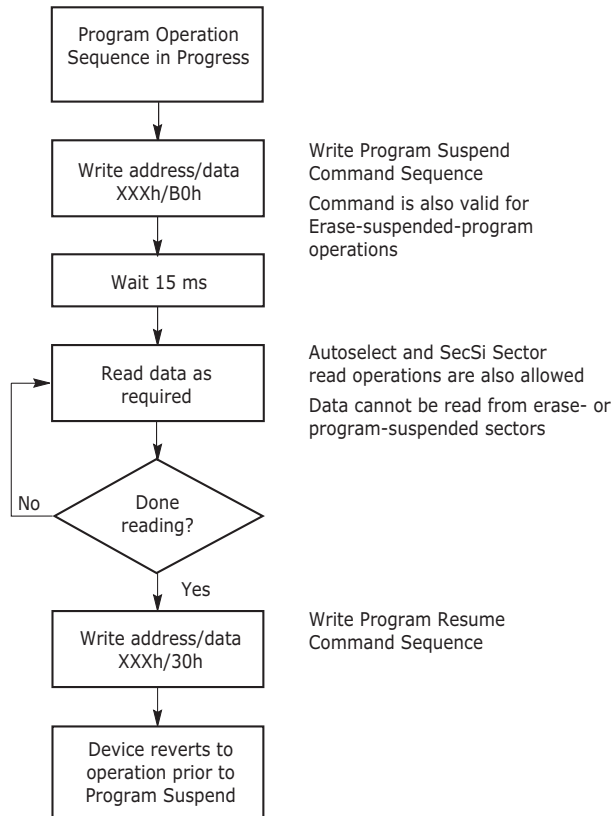 Program Operation
Sequence in Progress
Write address/data
XXXh/B0h
Write Program Suspend
Command Sequence
Command is also valid for
Erase-suspended-program
operations
Wait 15 ms
Read data as
required
Autoselect and SecSi Sector
read operations are also allowed
Data cannot be read from erase- or
program-suspended sectors
No
Done
reading?
Yes
Write address/data
XXXh/30h
Write Program Resume
Command Sequence
Device reverts to
operation prior to
Program Suspend